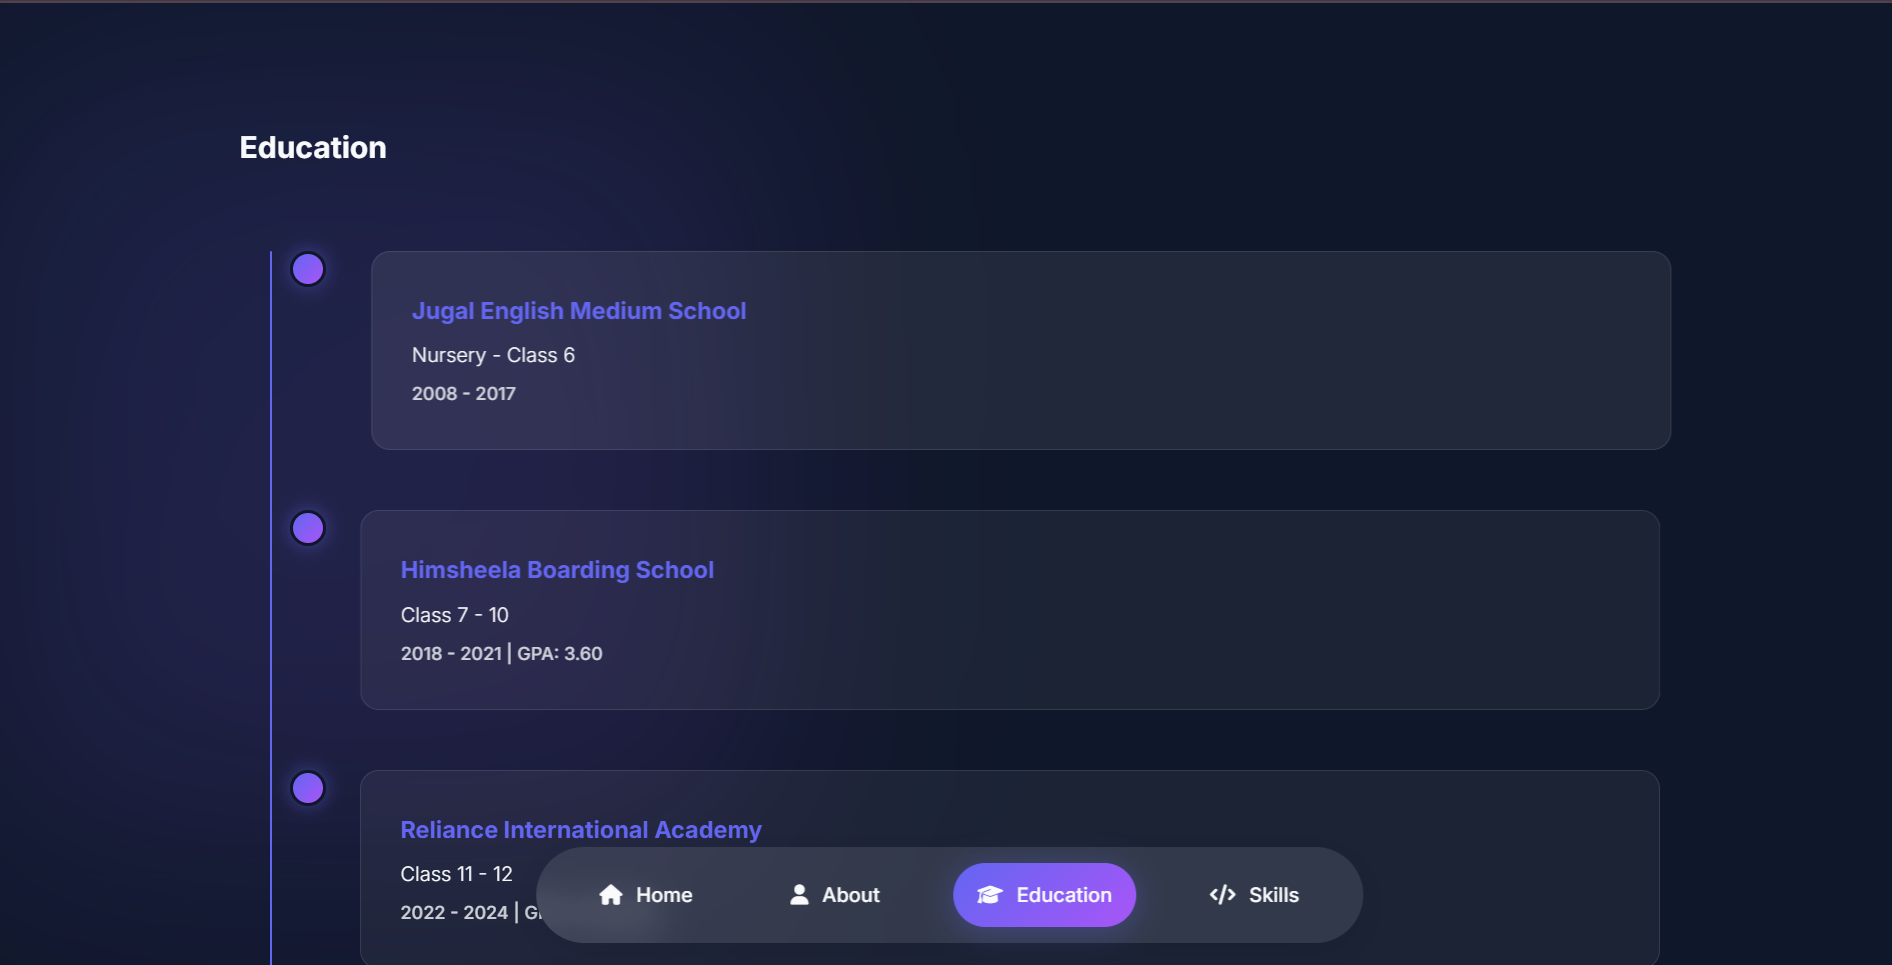 Education
Jugal English Medium School
Nursery - Class 6
2008 - 2017
Himsheela Boarding School
Class 7 - 10
2018 - 2021 | GPA: 3.60
Reliance International Academy
Class 11 - 12
2022 - 2024 |
Home
About
Education
Skills